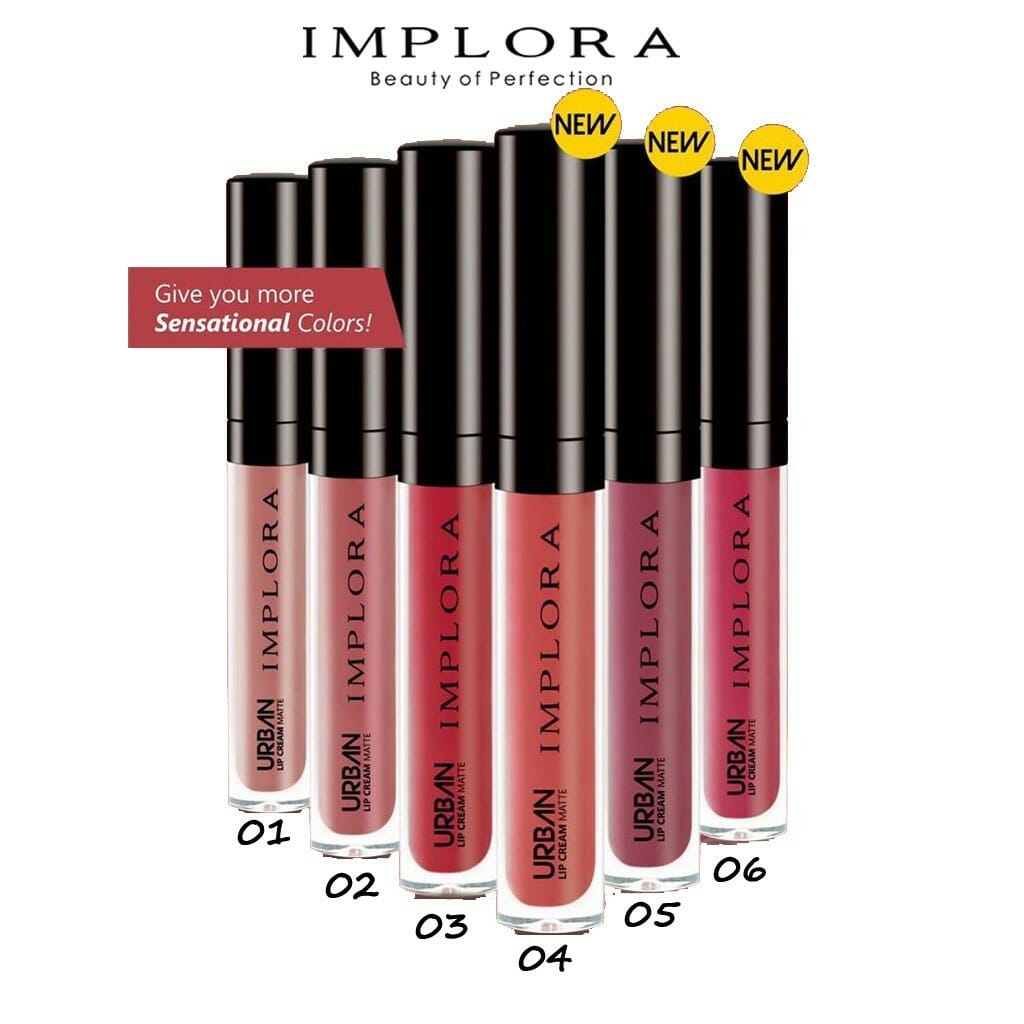 IMPLORA
Beauty of Perfection
NEW
NEW
NEW
Give you more
Sensational Colors!
IMPLORA
URBAN
LIP CREAM MATTE
01
IMPLORA
URBAN
LIP CREAM MATTE
02
IMPLORA
URBAN
LIP CREAM MATTE
03
IMPLORA
URBAN
LIP CREAM MATTE
04
IMPLORA
URBAN
LIP CREAM MATTE
05
IMPLORA
URBAN
LIP CREAM MATTE
06